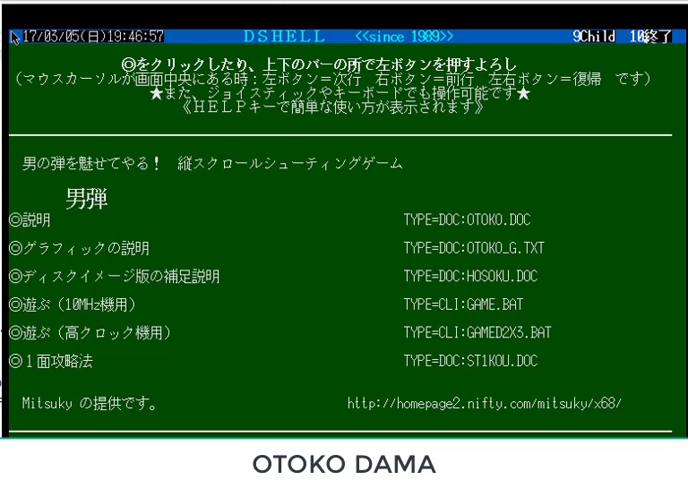 17/03/05(日)19:46:57 DSHELL <<since 1989>> 9Child 10終了
◎をクリックしたり、上下のバーの所で左ボタンを押すよろし
(マウスカーソルが画面中央にある時：左ボタン＝次行 右ボタン＝前行 左右ボタン＝復帰 です)
★また、ジョイスティックやキーボードでも操作可能です★
《ＨＥＬＰキーで簡単な使い方が表示されます》
男の弾を魅せてやる！ 縦スクロールシューティングゲーム
男弾
◎説明 TYPE=DOC:OTOKO.DOC
◎グラフィックの説明 TYPE=DOC:OTOKO_G.TXT
◎ディスクイメージ版の補足説明 TYPE=DOC:HOSOKU.DOC
◎遊ぶ（10MHz機用） TYPE=CLI:GAME.BAT
◎遊ぶ（高クロック機用） TYPE=CLI:GAMED2X3.BAT
◎１面攻略法 TYPE=DOC:ST1KOU.DOC
Mitsuky の提供です。 http://homepage2.nifty.com/mitsuky/x68/
OTOKO DAMA